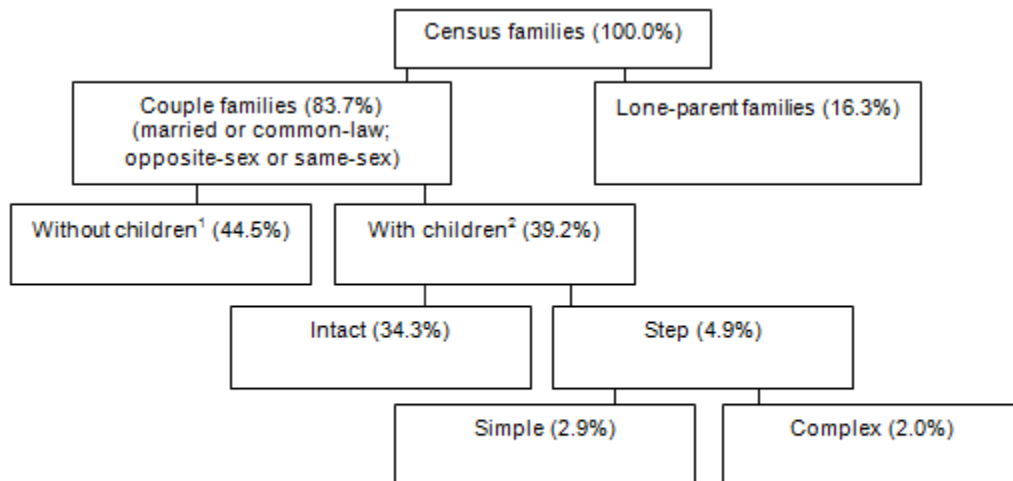 Census families (100.0%)
Couple families (83.7%)
(married or common-law;
opposite-sex or same-sex)
Lone-parent families (16.3%)
Without children¹ (44.5%)
With children² (39.2%)
Intact (34.3%)
Step (4.9%)
Simple (2.9%)
Complex (2.0%)